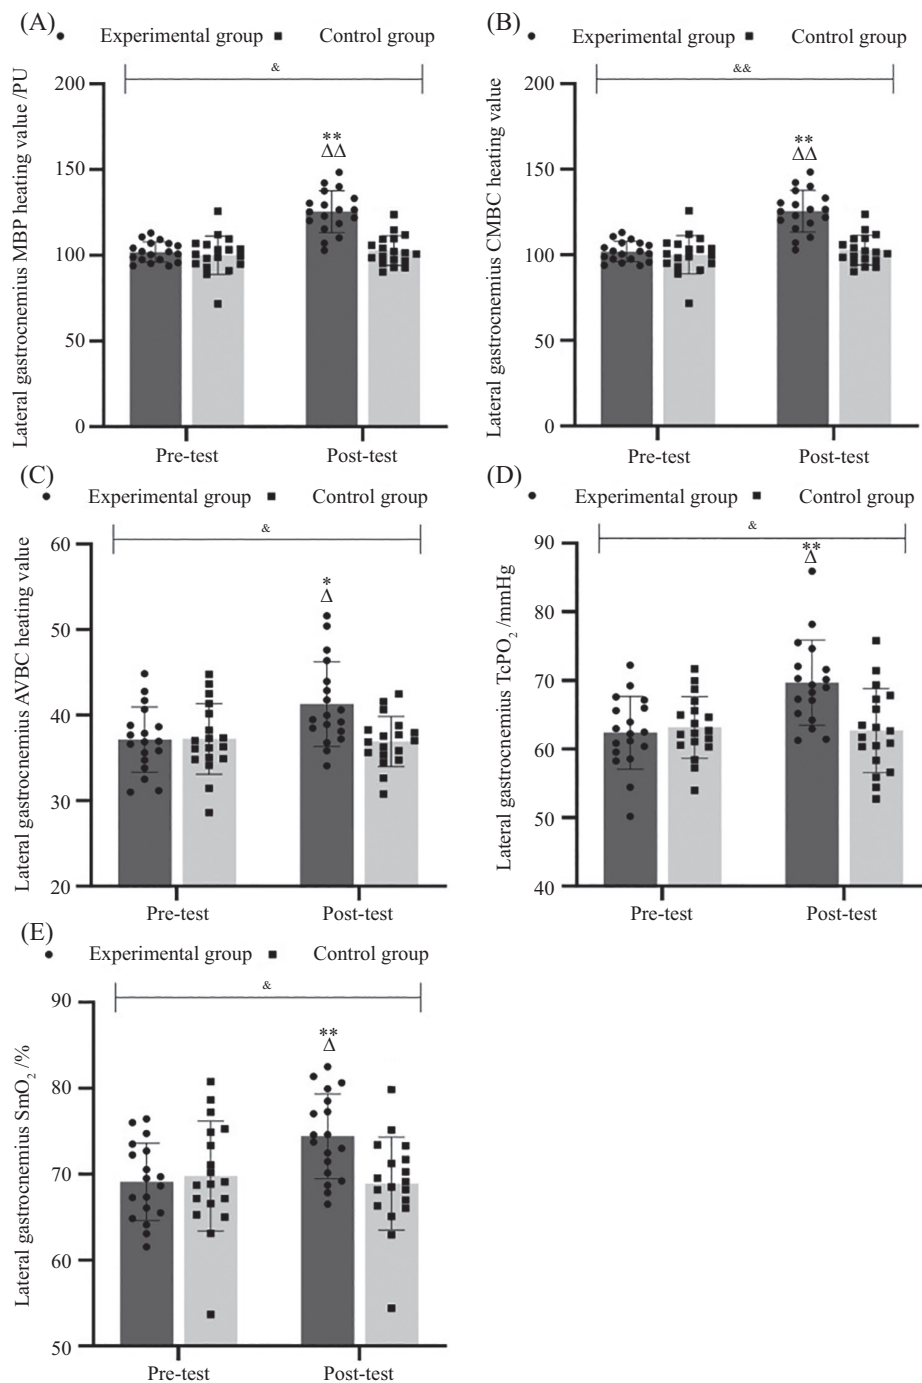 (A)
● Experimental group ■ Control group
&
Lateral gastrocnemius MBP heating value /PU
200
150
100
50
0
**
ΔΔ
Pre-test Post-test
(B)
● Experimental group ■ Control group
&&
Lateral gastrocnemius CMBC heating value
200
150
100
50
0
**
ΔΔ
Pre-test Post-test
(C)
● Experimental group ■ Control group
&
Lateral gastrocnemius AVBC heating value
60
50
40
30
20
*
Δ
Pre-test Post-test
(D)
● Experimental group ■ Control group
&
Lateral gastrocnemius TcPO₂ /mmHg
90
80
70
60
50
40
**
Δ
Pre-test Post-test
(E)
● Experimental group ■ Control group
&
Lateral gastrocnemius SmO₂ /%
90
80
70
60
50
**
Δ
Pre-test Post-test